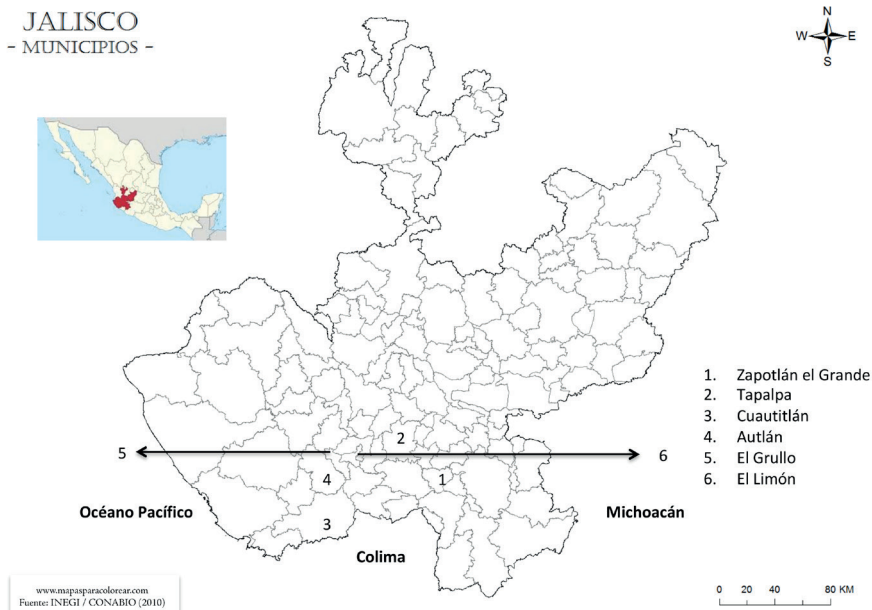 JALISCO
- MUNICIPIOS -
N
W E
S
1. Zapotlán el Grande
2. Tapalpa
3. Cuautitlán
4. Autlán
5. El Grullo
6. El Limón
2
5
6
4
1
Océano Pacífico
Michoacán
3
Colima
www.mapasparacolorear.com
Fuente: INEGI / CONABIO (2010)
0 20 40 80 KM